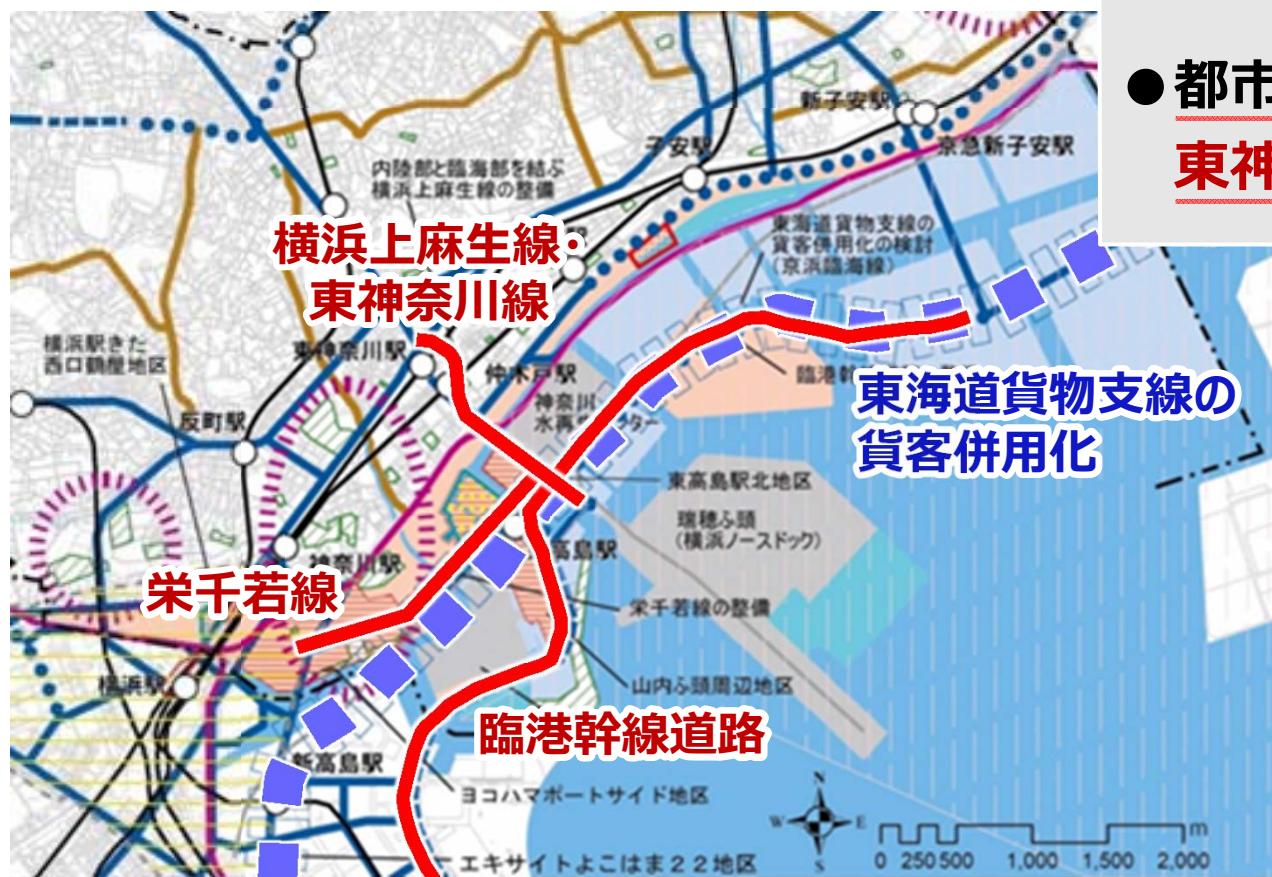 ●都市
東神
新子安駅
子安駅
京急新子安駅
内陸部と臨海部を結ぶ
横浜上麻生線の整備
東海道貨物支線の
貨客併用化の検討
(京浜臨海線)
横浜上麻生線・
東神奈川線
横浜駅きた
西口鶴屋地区
東神奈川駅
仲木戸駅
臨港幹
東海道貨物支線の
貨客併用化
神奈川
水再
ター
反町駅
東高島駅北地区
瑞穂ふ頭
(横浜ノースドック)
高島駅
神奈川駅
栄千若線
栄千若線の整備
横浜駅
山内ふ頭周辺地区
臨港幹線道路
新高島駅
ヨコハマポートサイド地区
エキサイトよこはま22地区
N
W E
S
m
0 250 500 1,000 1,500 2,000